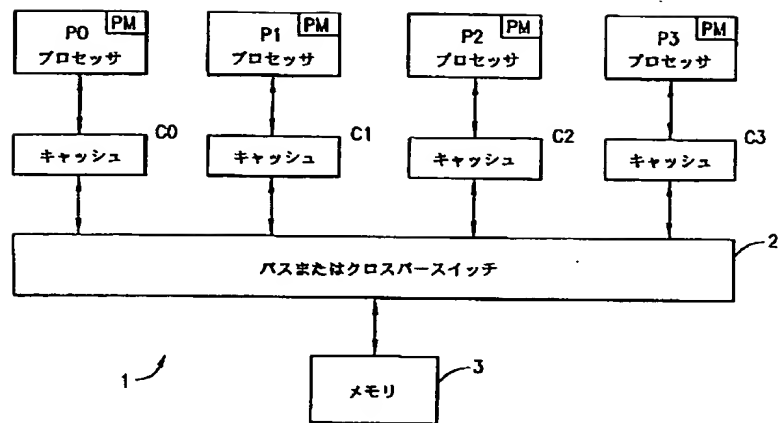 P0 PM
プロセッサ
P1 PM
プロセッサ
P2 PM
プロセッサ
P3 PM
プロセッサ
C0
キャッシュ
C1
キャッシュ
C2
キャッシュ
C3
キャッシュ
バスまたはクロスバースイッチ
2
1
メモリ
3